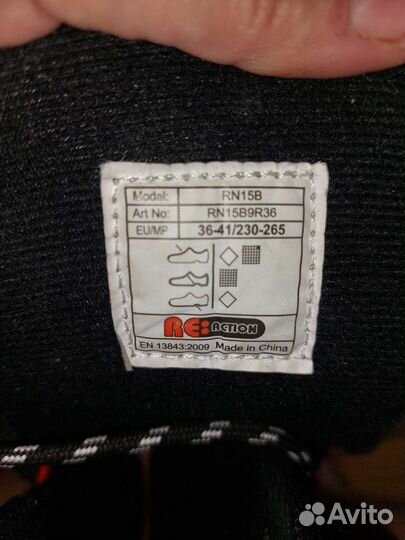 Model: RN15B
Art No: RN15B9R36
EU/MP 36-41/230-265
RE:ACTION
EN 13843:2009 Made in China
Avito